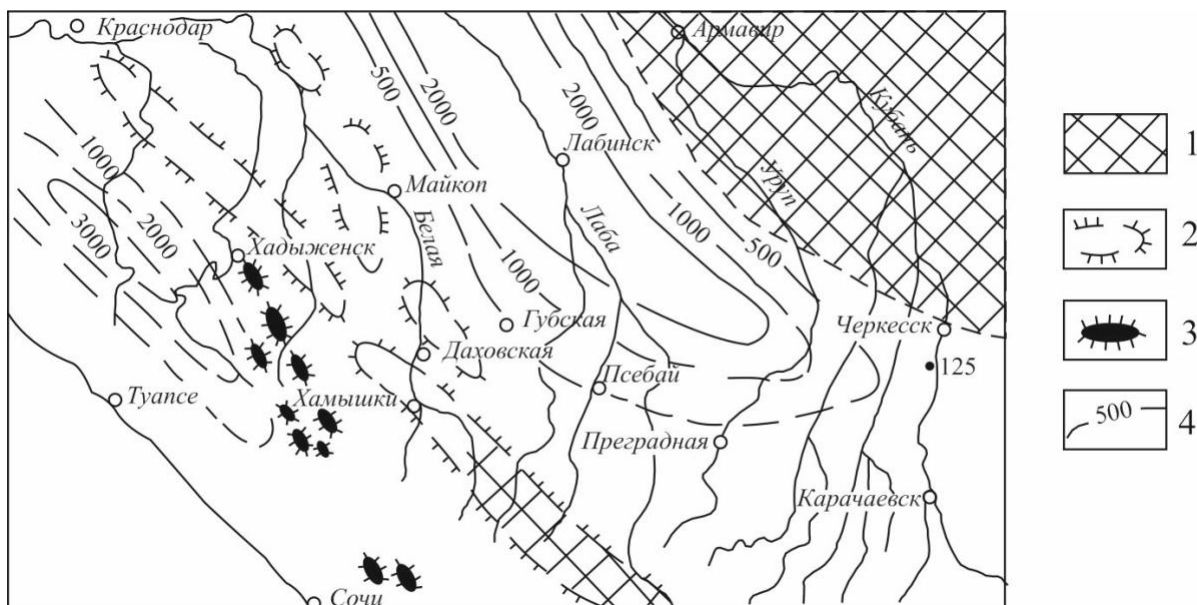 Краснодар
Армавир
500
2000
2000
Кубань
1
Лабинск
1000
Майкоп
Уруп
2
3000
2000
Белая
Лаба
1000
Хадыженск
500
1000
3
Губская
Черкесск
Даховская
125
Туапсе
Хамышки
Псебай
500
4
Преградная
Карачаевск
Сочи